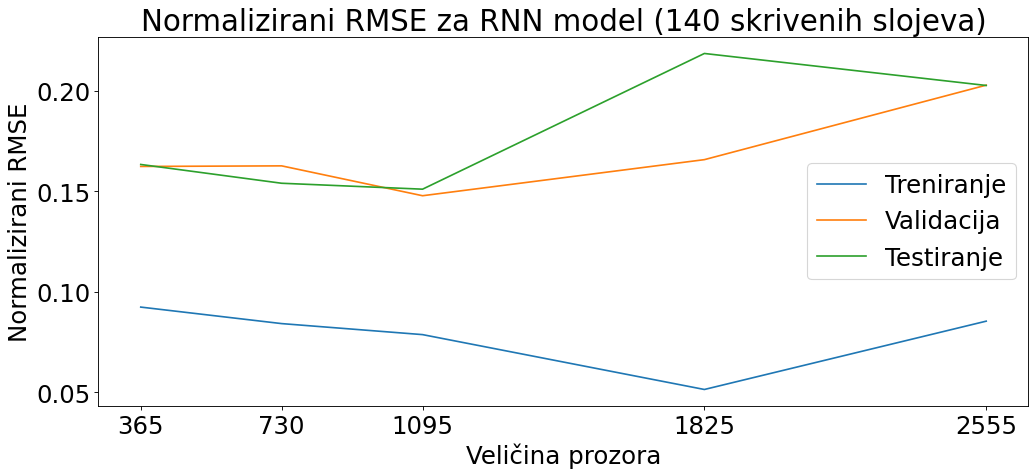 Normalizirani RMSE za RNN model (140 skrivenih slojeva)
Normalizirani RMSE
0.20
0.15
0.10
0.05
Treniranje
Validacija
Testiranje
365 730 1095 1825 2555
Veličina prozora